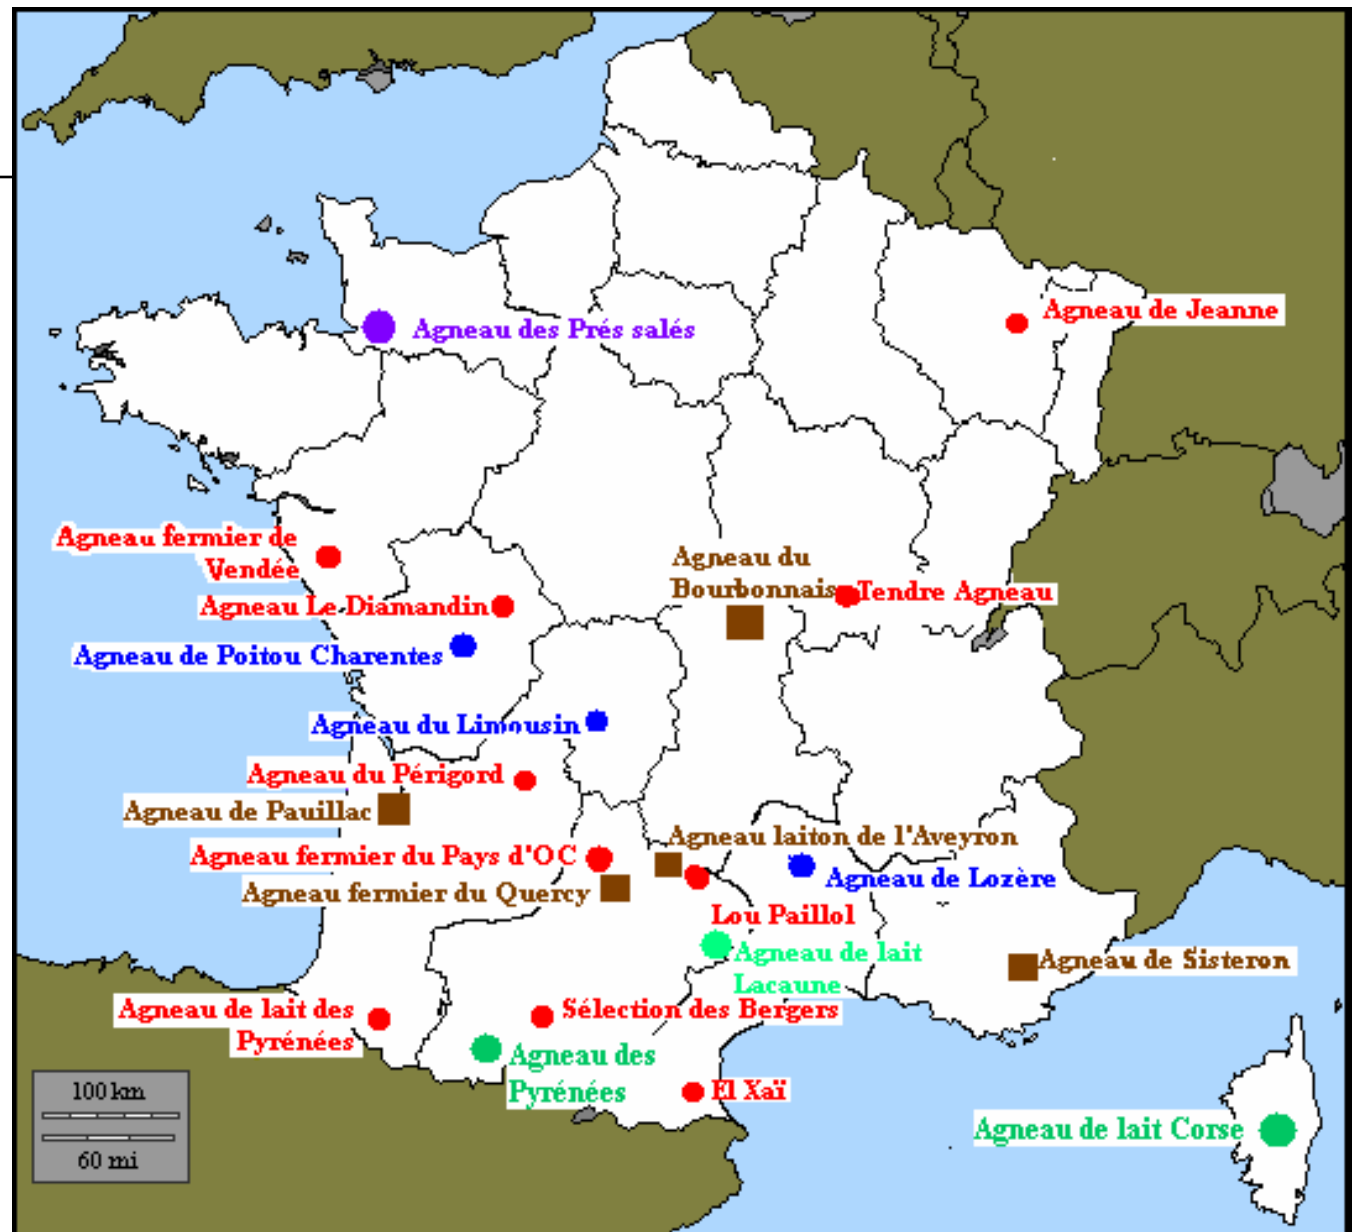 Agneau de Jeanne
Agneau des Prés salés
Agneau fermier de
Vendée
Agneau du
Bourbonnais
Tendre Agneau
Agneau Le Diamandin
Agneau de Poitou Charentes
Agneau du Limousin
Agneau du Périgord
Agneau de Pauillac
Agneau laiton de l'Aveyron
Agneau fermier du Pays d'OC
Agneau de Lozère
Agneau fermier du Quercy
Lou Paillol
Agneau de lait
Lacaune
Agneau de Sisteron
Agneau de lait des
Pyrénées
Sélection des Bergers
Agneau des
Pyrénées
El Xaï
100 km
60 mi
Agneau de lait Corse